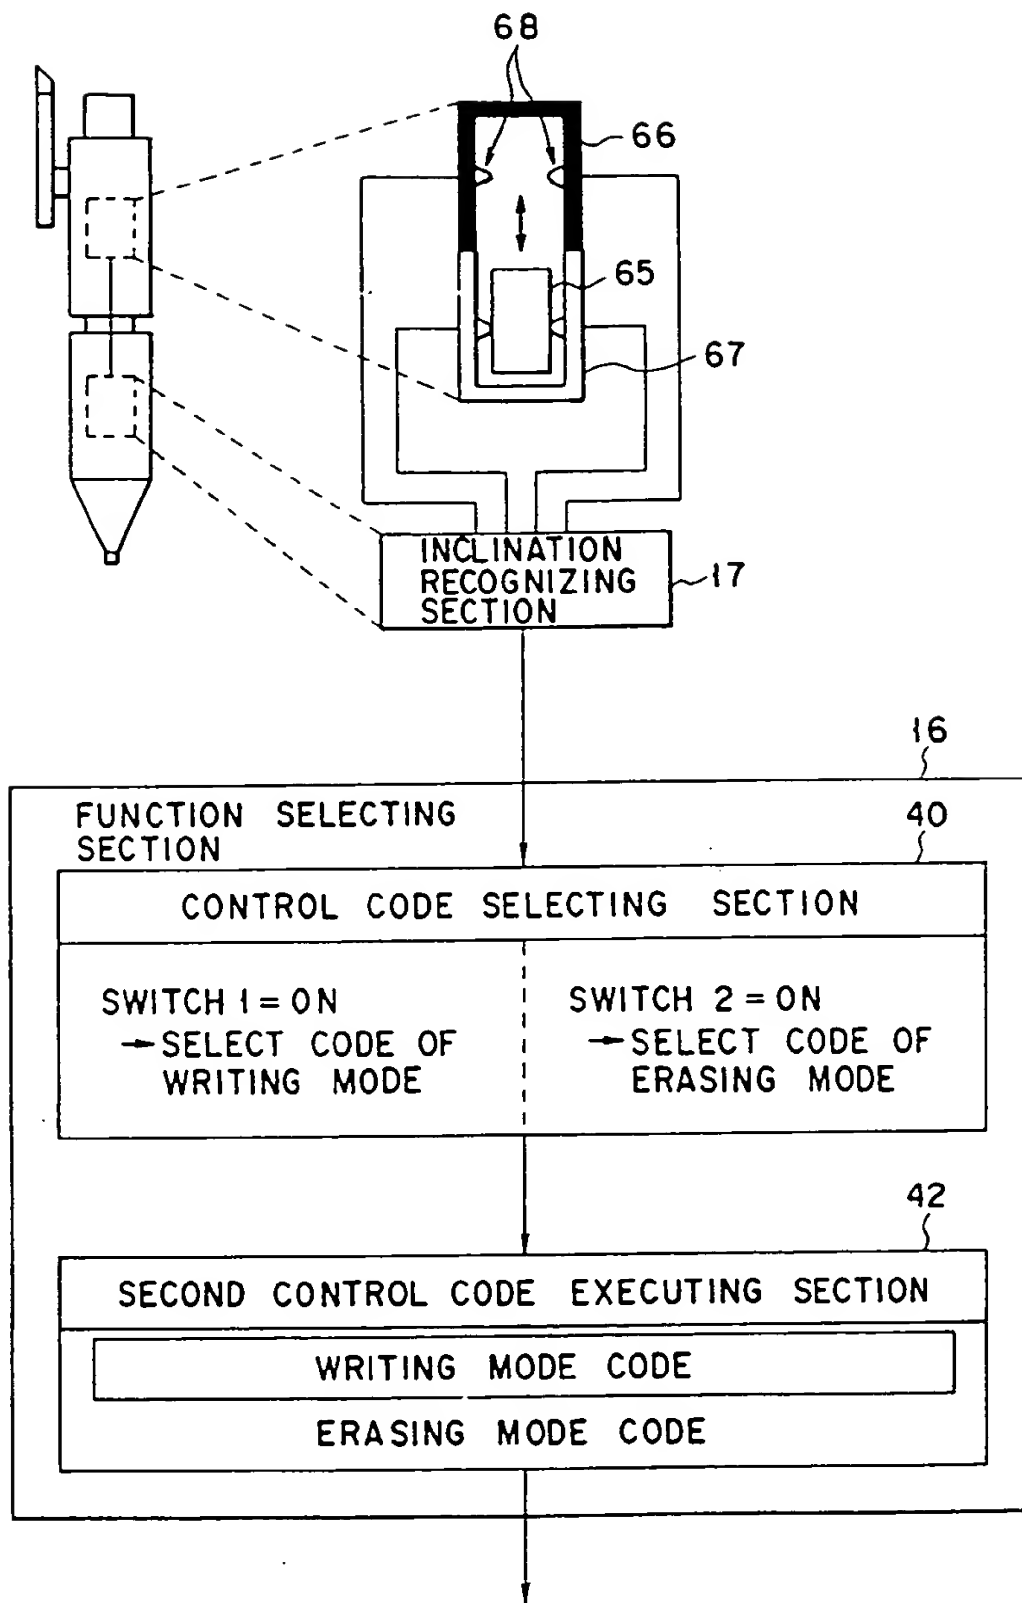 68
66
65
67
INCLINATION
RECOGNIZING
SECTION
17
16
FUNCTION SELECTING
SECTION
40
CONTROL CODE SELECTING SECTION
SWITCH 1 = ON
→ SELECT CODE OF
WRITING MODE
SWITCH 2 = ON
→ SELECT CODE OF
ERASING MODE
42
SECOND CONTROL CODE EXECUTING SECTION
WRITING MODE CODE
ERASING MODE CODE